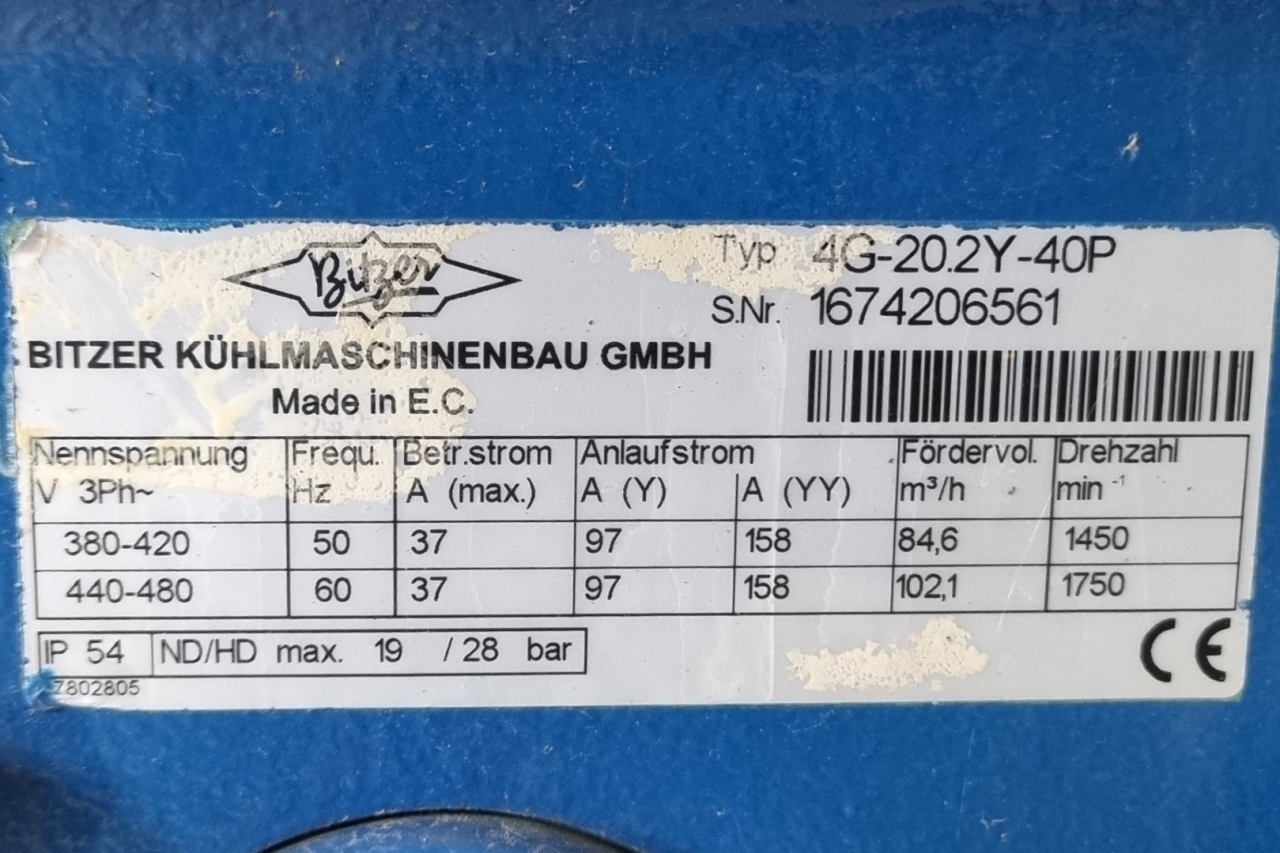 Bitzer
BITZER KÜHLMASCHINENBAU GMBH
Made in E.C.
Typ 4G-20.2Y-40P
S.Nr. 1674206561
Nennspannung Frequ. Betr.strom Anlaufstrom Fördervol. Drehzahl
V 3Ph~ Hz A (max.) A (Y) A (YY) m³/h min⁻¹
380-420 50 37 97 158 84,6 1450
440-480 60 37 97 158 102,1 1750
IP 54 ND/HD max. 19 / 28 bar
7802805
CE